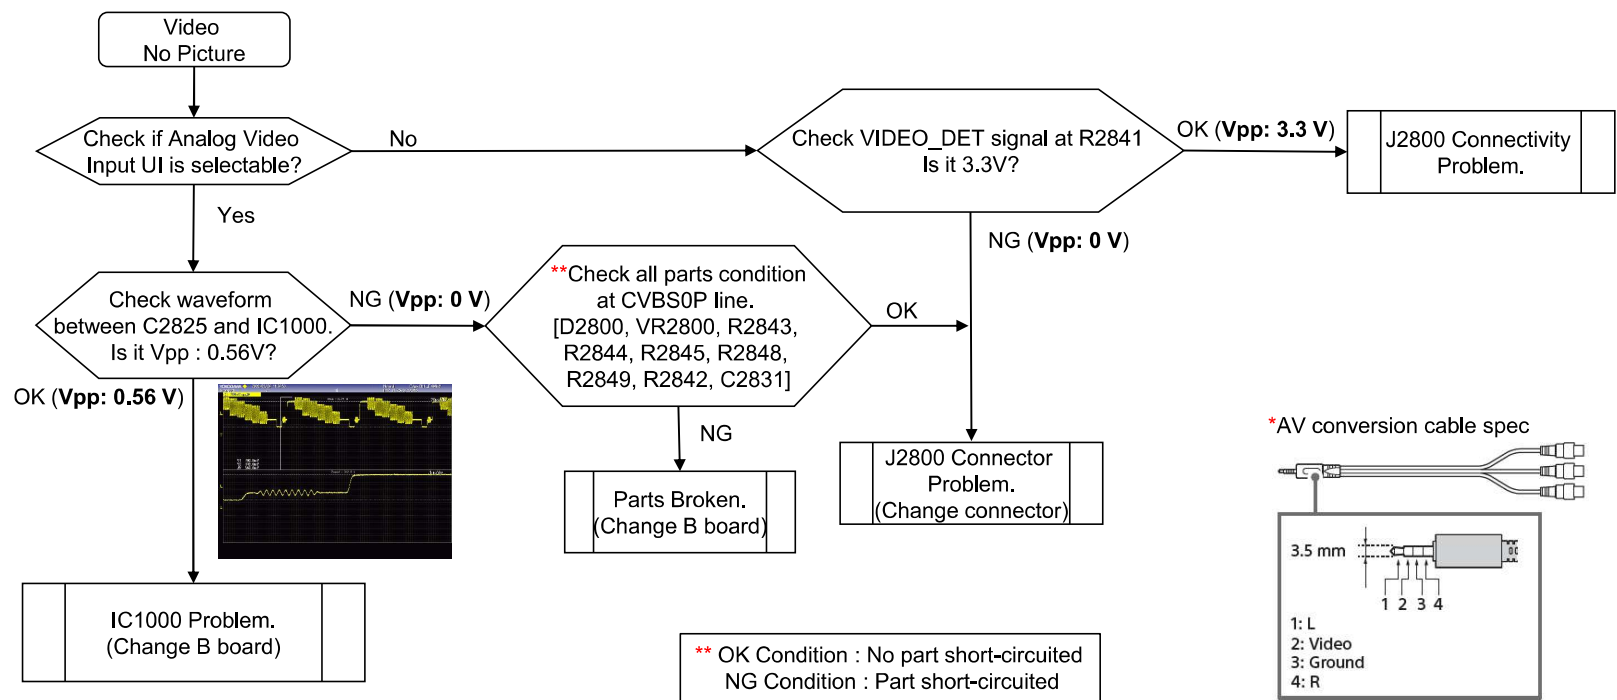 Video
No Picture
Check if Analog Video
Input UI is selectable?
No
Check VIDEO_DET signal at R2841
Is it 3.3V?
OK (Vpp: 3.3 V)
J2800 Connectivity
Problem.
Yes
NG (Vpp: 0 V)
Check waveform
between C2825 and IC1000.
Is it Vpp : 0.56V?
NG (Vpp: 0 V)
**Check all parts condition
at CVBS0P line.
[D2800, VR2800, R2843,
R2844, R2845, R2848,
R2849, R2842, C2831]
OK
OK (Vpp: 0.56 V)
NG
J2800 Connector
Problem.
(Change connector)
Parts Broken.
(Change B board)
IC1000 Problem.
(Change B board)
** OK Condition : No part short-circuited
NG Condition : Part short-circuited
*AV conversion cable spec
3.5 mm
1 2 3 4
1: L
2: Video
3: Ground
4: R